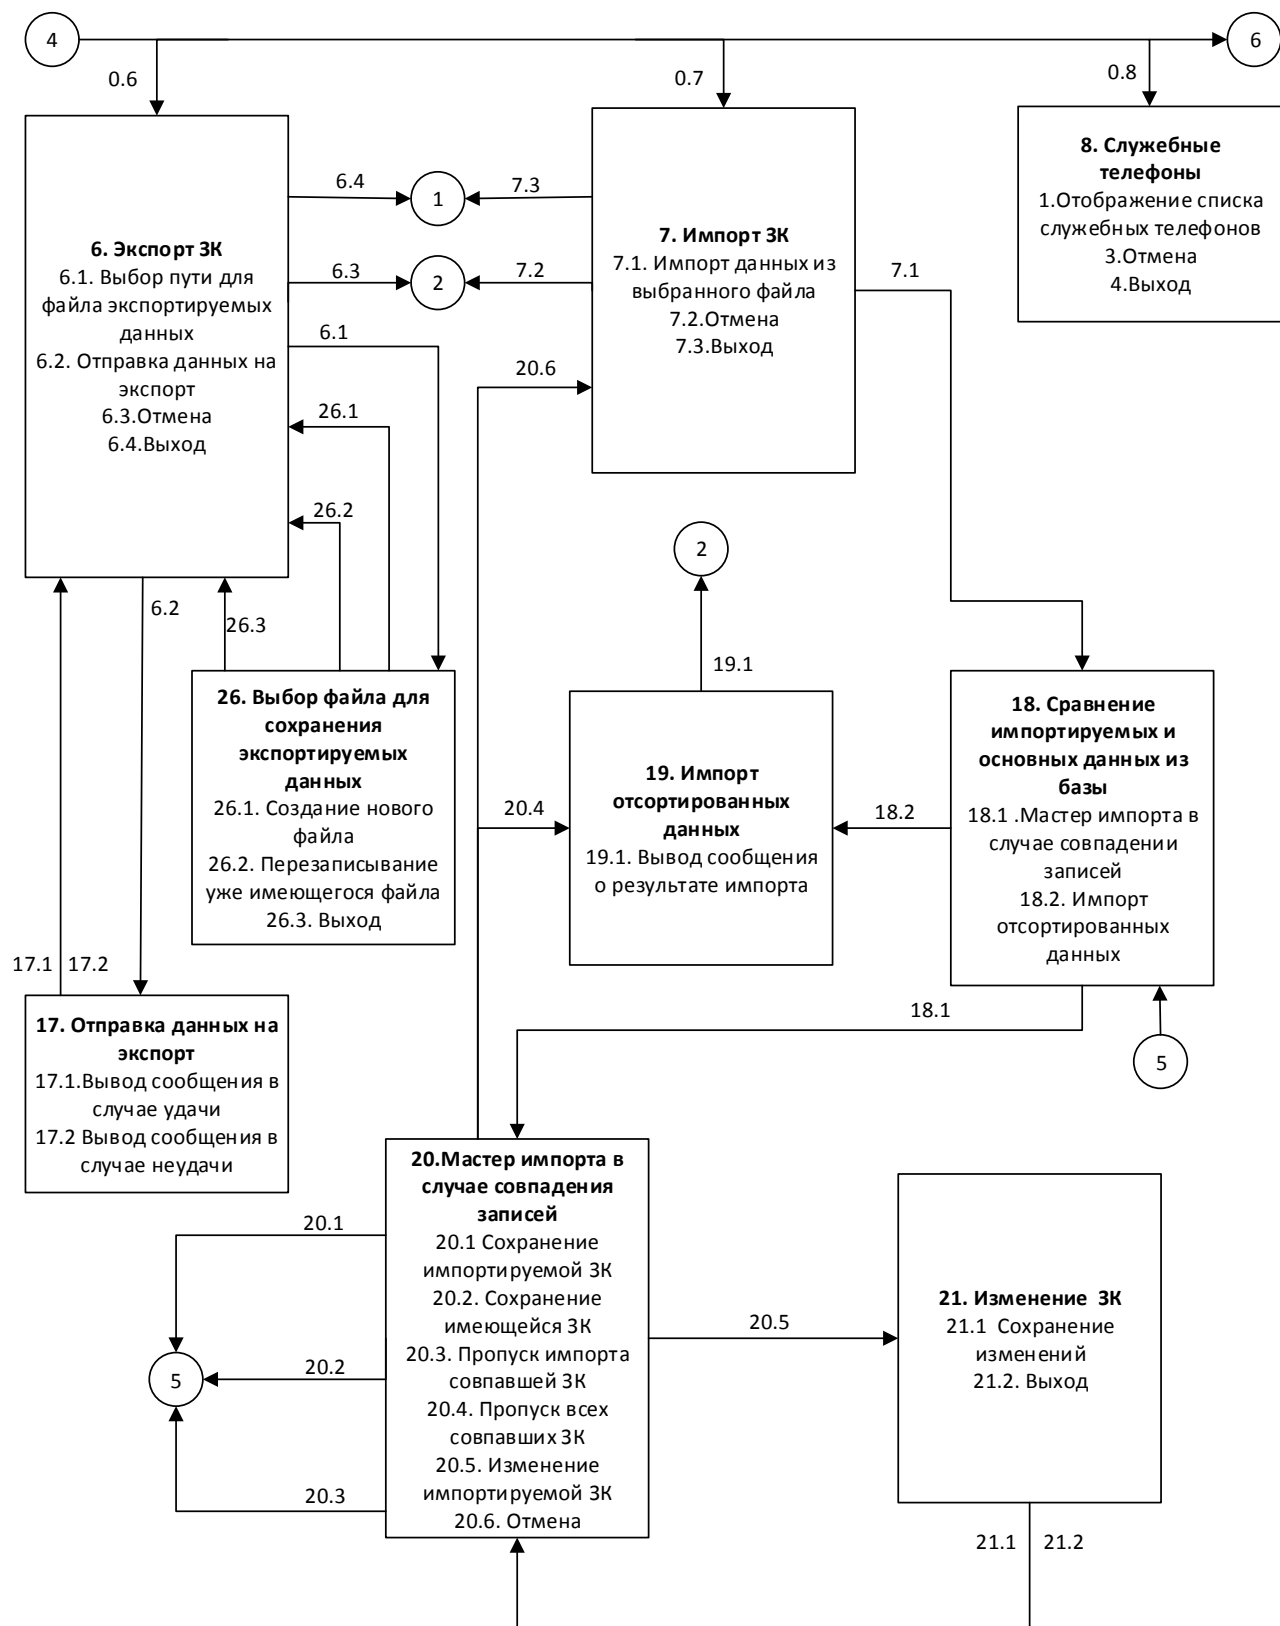 4
6
0.6
0.7
0.8
6. Экспорт ЗК
6.1. Выбор пути для
файла экспортируемых
данных
6.2. Отправка данных на
экспорт
6.3.Отмена
6.4.Выход
6.4
1
7.3
6.3
2
7.2
6.1
26.1
26.2
7. Импорт ЗК
7.1. Импорт данных из
выбранного файла
7.2.Отмена
7.3.Выход
7.1
20.6
8. Служебные
телефоны
1.Отображение списка
служебных телефонов
3.Отмена
4.Выход
2
6.2
26.3
19.1
26. Выбор файла для
сохранения
экспортируемых
данных
26.1. Создание нового
файла
26.2. Перезаписывание
уже имеющегося файла
26.3. Выход
20.4
19. Импорт
отсортированных
данных
19.1. Вывод сообщения
о результате импорта
18.2
18. Сравнение
импортируемых и
основных данных из
базы
18.1 .Мастер импорта в
случае совпадении
записей
18.2. Импорт
отсортированных
данных
17.1
17.2
18.1
5
17. Отправка данных на
экспорт
17.1.Вывод сообщения в
случае удачи
17.2 Вывод сообщения в
случае неудачи
20.Мастер импорта в
случае совпадения
записей
20.1 Сохранение
импортируемой ЗК
20.2. Сохранение
имеющейся ЗК
20.3. Пропуск импорта
совпавшей ЗК
20.4. Пропуск всех
совпавших ЗК
20.5. Изменение
импортируемой ЗК
20.6. Отмена
20.1
5
20.2
20.3
20.5
21. Изменение ЗК
21.1 Сохранение
изменений
21.2. Выход
21.1
21.2